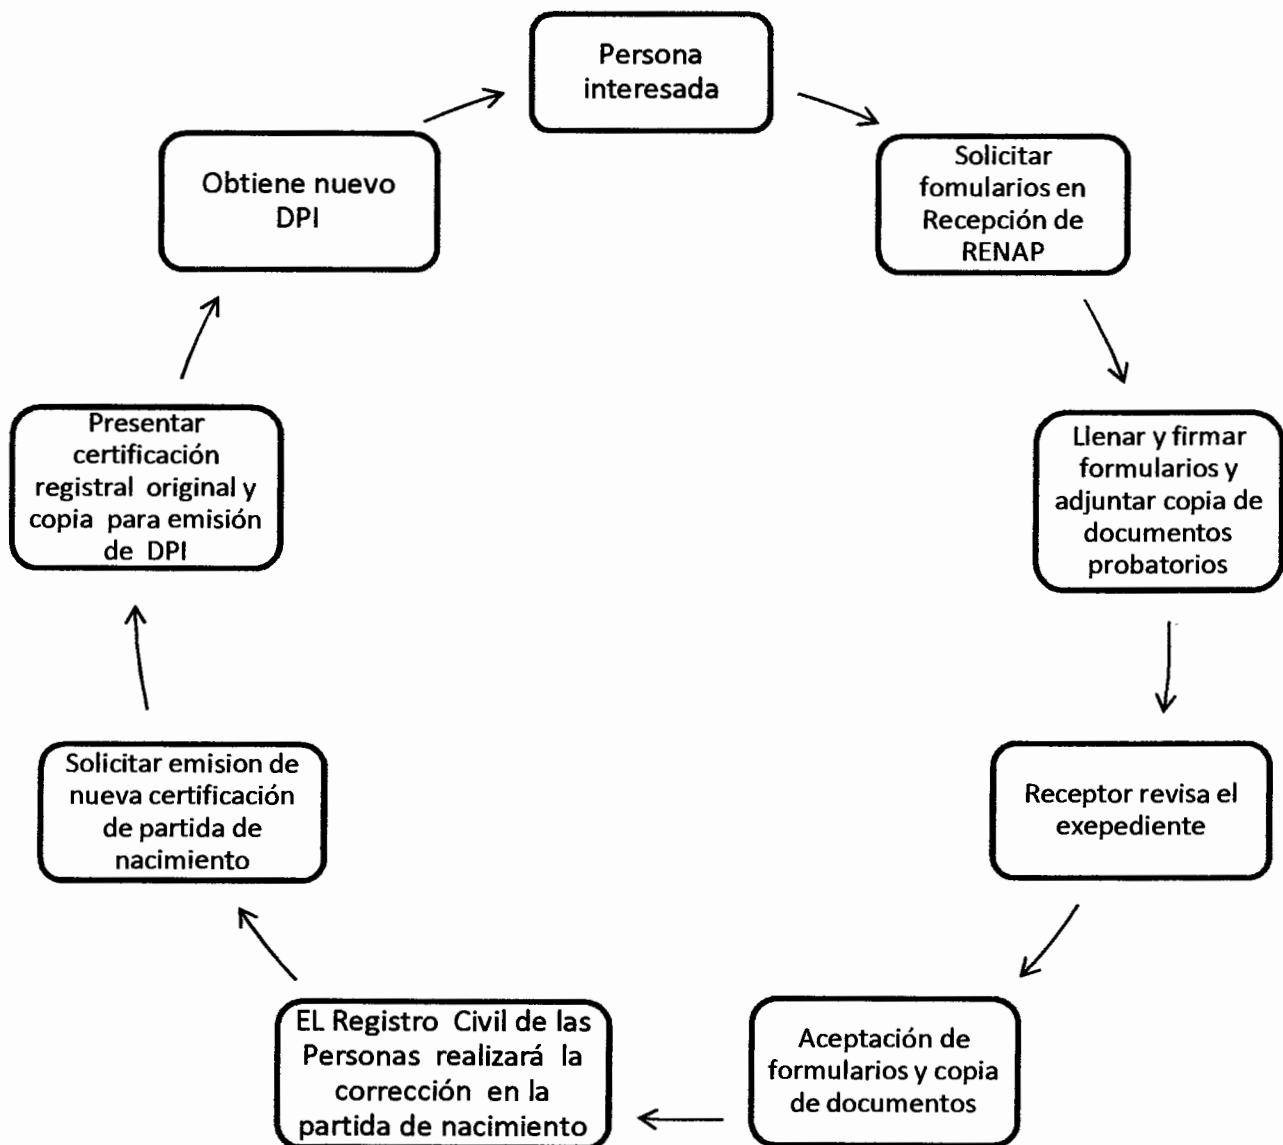 Persona
interesada
Solicitar
fomularios en
Recepción de
RENAP
Llenar y firmar
formularios y
adjuntar copia de
documentos
probatorios
Receptor revisa el
exepediente
Aceptación de
formularios y copia
de documentos
EL Registro Civil de las
Personas realizará la
corrección en la
partida de nacimiento
Solicitar emision de
nueva certificación
de partida de
nacimiento
Presentar
certificación
registral original y
copia para emisión
de DPI
Obtiene nuevo
DPI